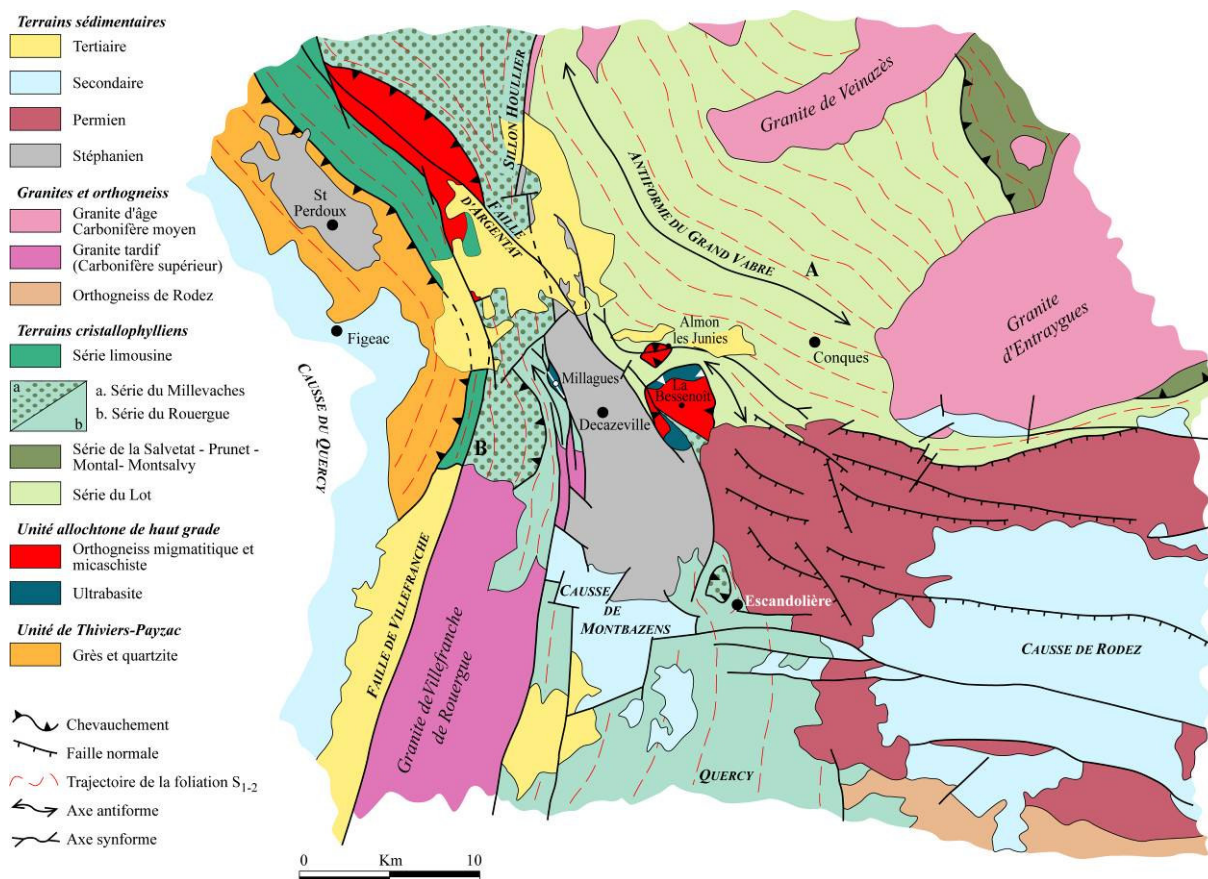 Terrains sédimentaires
Tertiaire
Secondaire
Permien
Stéphanien
Granites et orthogneiss
Granite d'âge
Carbonifère moyen
Granite tardif
(Carbonifère supérieur)
Orthogneiss de Rodez
Terrains cristallophylliens
Série limousine
a
b
a. Série du Millevaches
b. Série du Rouergue
Série de la Salvetat - Prunet -
Montal- Montsalvy
Série du Lot
Unité allochtone de haut grade
Orthogneiss migmatitique et
micaschiste
Ultrabasite
Unité de Thiviers-Payzac
Grès et quartzite
Chevauchement
Faille normale
Trajectoire de la foliation S1-2
Axe antiforme
Axe synforme
SILLON HOULLIER
Granite de Veinazès
ANTIFORME DU GRAND VABRE
St
Perdoux
FAILLE
D'ARGENTAT
A
Granite
d'Entraygues
Figeac
Almon
les Junies
Conques
CAUSSE DU QUERCY
Millagues
La
Bessenoit
Decazeville
B
FAILLE DE VILLEFRANCHE
Granite de Villefranche
de Rouergue
CAUSSE
DE
MONTBAZENS
Escandolière
CAUSSE DE RODEZ
QUERCY
0 Km 10